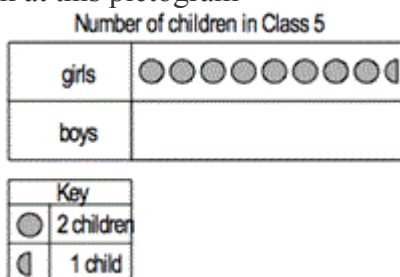 at this pictogram
Number of children in Class 5
girls
boys
Key
2 children
1 child